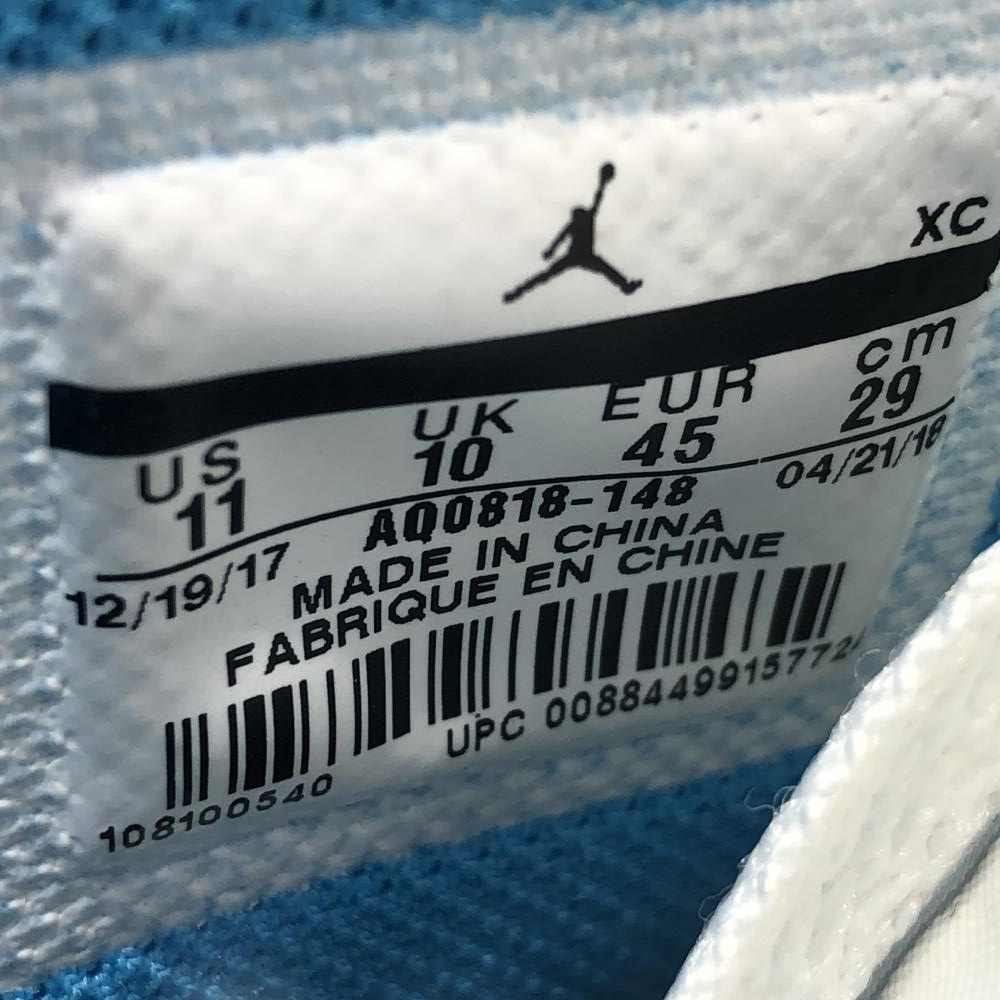 XC
US UK EUR cm
11 10 45 29
12/19/17 AQ0818-148 04/21/18
MADE IN CHINA
FABRIQUE EN CHINE
108100540 UPC